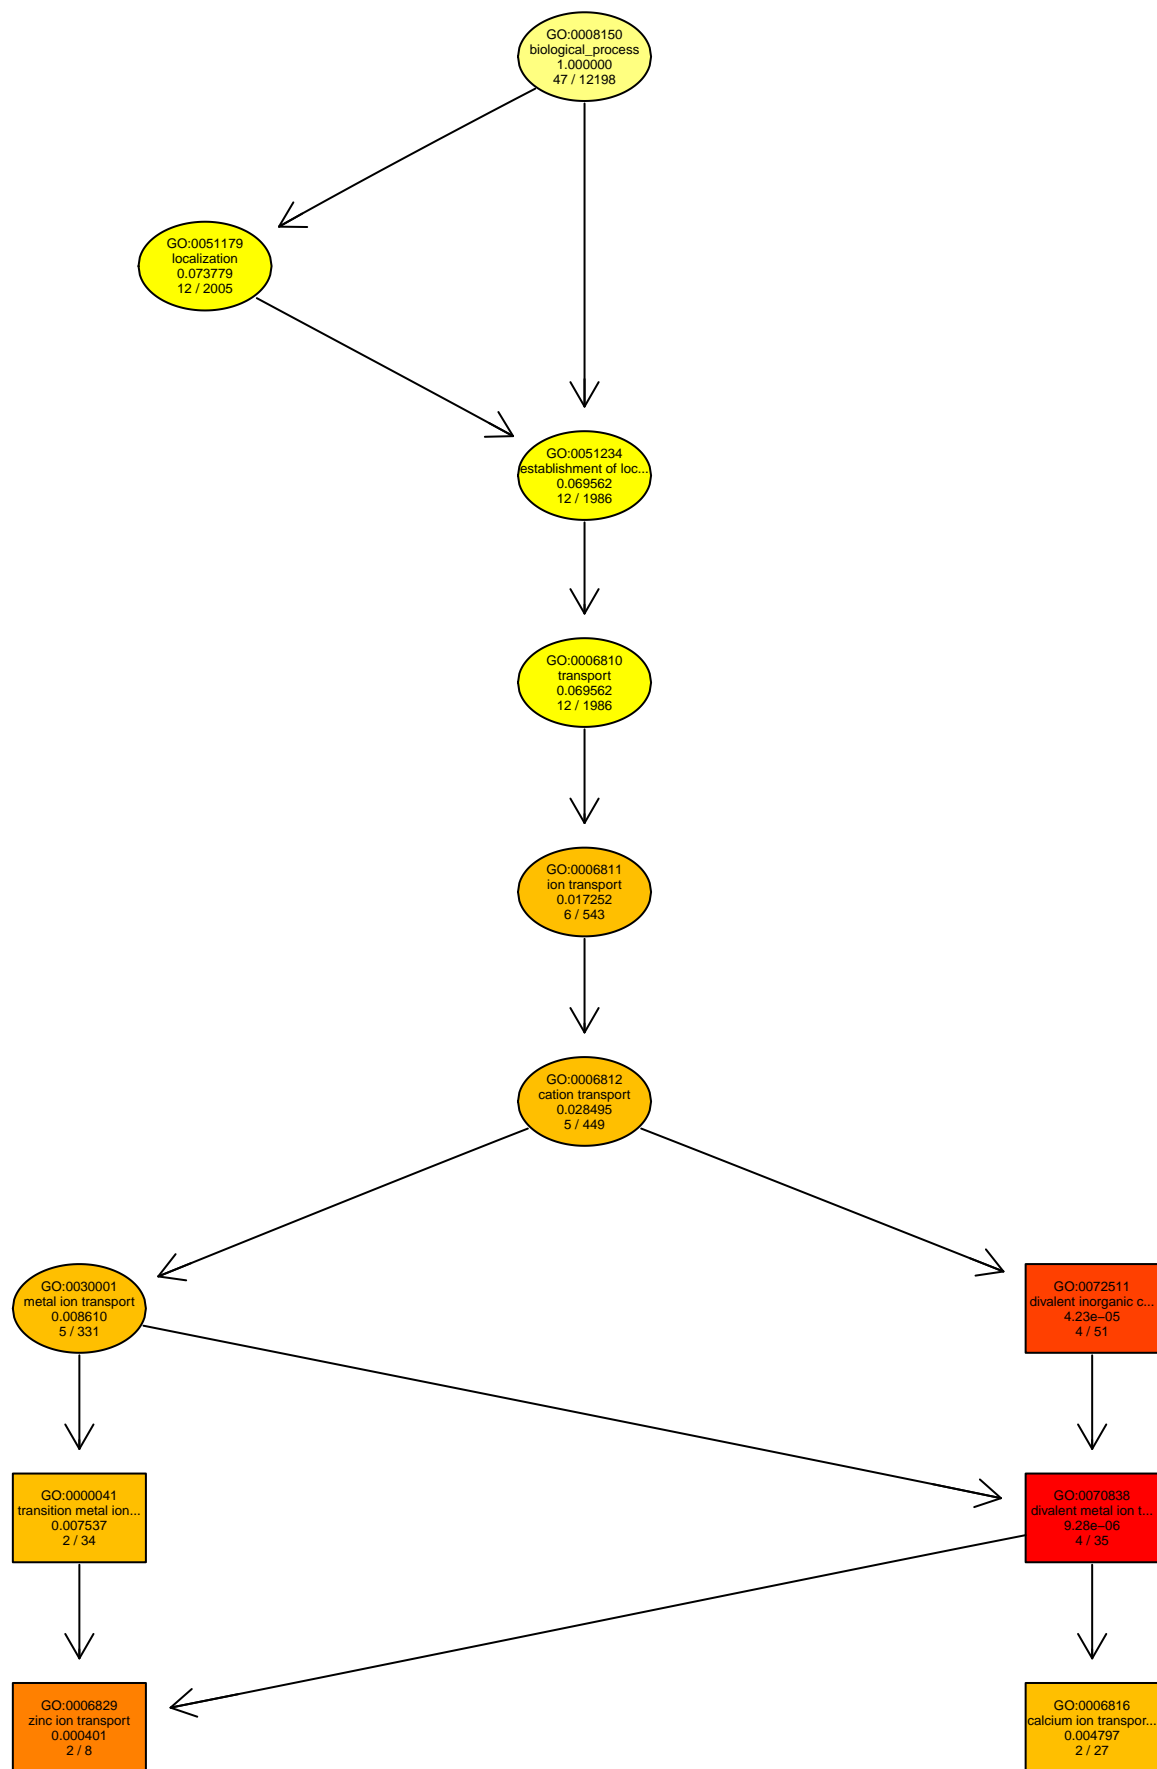 GO:0008150
biological_process
1.000000
47 / 12198
GO:0051179
localization
0.073779
12 / 2005
GO:0051234
establishment of loc...
0.069562
12 / 1986
GO:0006810
transport
0.069562
12 / 1986
GO:0006811
ion transport
0.017252
6 / 543
GO:0006812
cation transport
0.028495
5 / 449
GO:0030001
metal ion transport
0.008610
5 / 331
GO:0072511
divalent inorganic c...
4.23e−05
4 / 51
GO:0000041
transition metal ion...
0.007537
2 / 34
GO:0070838
divalent metal ion t...
9.28e−06
4 / 35
GO:0006829
zinc ion transport
0.000401
2 / 8
GO:0006816
calcium ion transpor...
0.004797
2 / 27